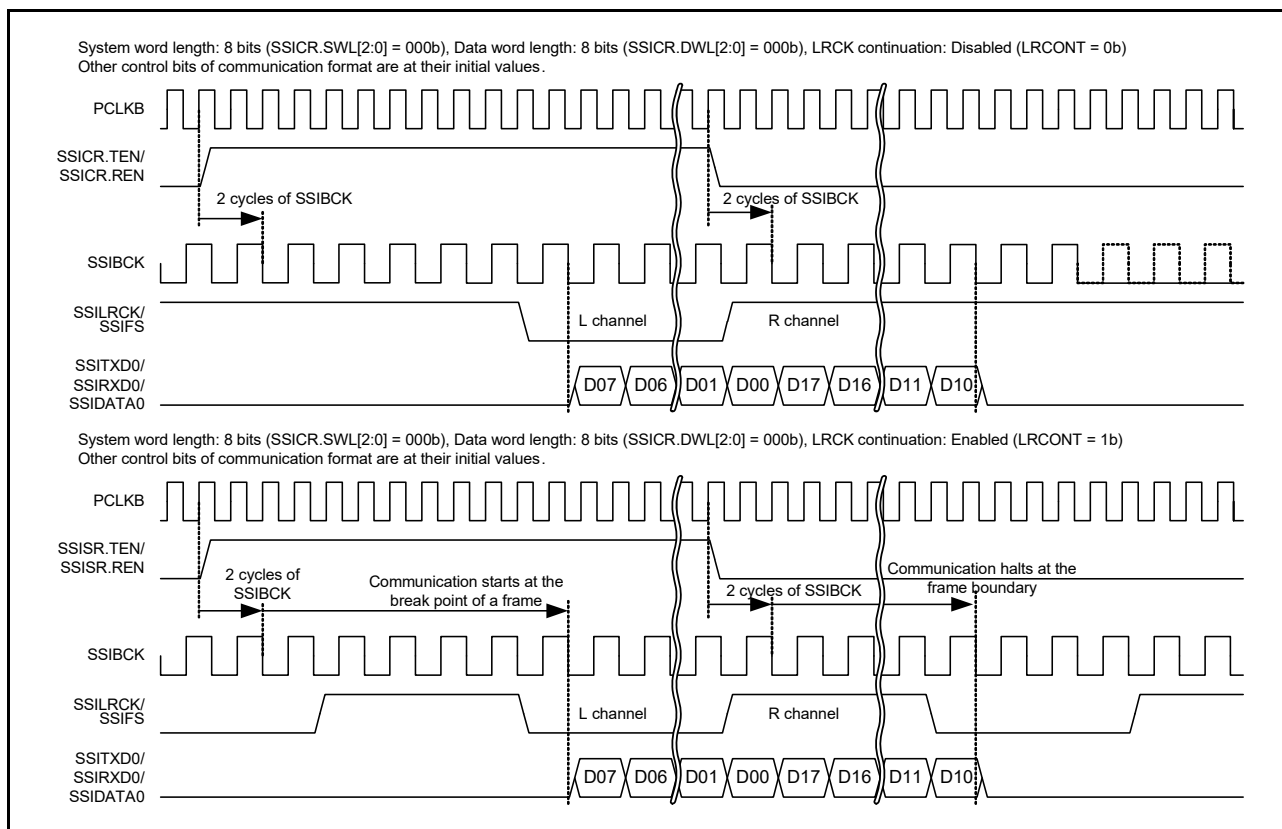 System word length: 8 bits (SSICR.SWL[2:0] = 000b), Data word length: 8 bits (SSICR.DWL[2:0] = 000b), LRCK continuation: Disabled (LRCONT = 0b)
Other control bits of communication format are at their initial values.
PCLKB
SSICR.TEN/
SSICR.REN
2 cycles of SSIBCK
2 cycles of SSIBCK
SSIBCK
SSILRCK/
SSIFS
L channel
R channel
SSITXD0/
SSIRXD0/
SSIDATA0
D07 D06 D01 D00 D17 D16 D11 D10
System word length: 8 bits (SSICR.SWL[2:0] = 000b), Data word length: 8 bits (SSICR.DWL[2:0] = 000b), LRCK continuation: Enabled (LRCONT = 1b)
Other control bits of communication format are at their initial values.
PCLKB
SSISR.TEN/
SSISR.REN
2 cycles of
SSIBCK
Communication starts at the
break point of a frame
2 cycles of SSIBCK
Communication halts at the
frame boundary
SSIBCK
SSILRCK/
SSIFS
L channel
R channel
SSITXD0/
SSIRXD0/
SSIDATA0
D07 D06 D01 D00 D17 D16 D11 D10